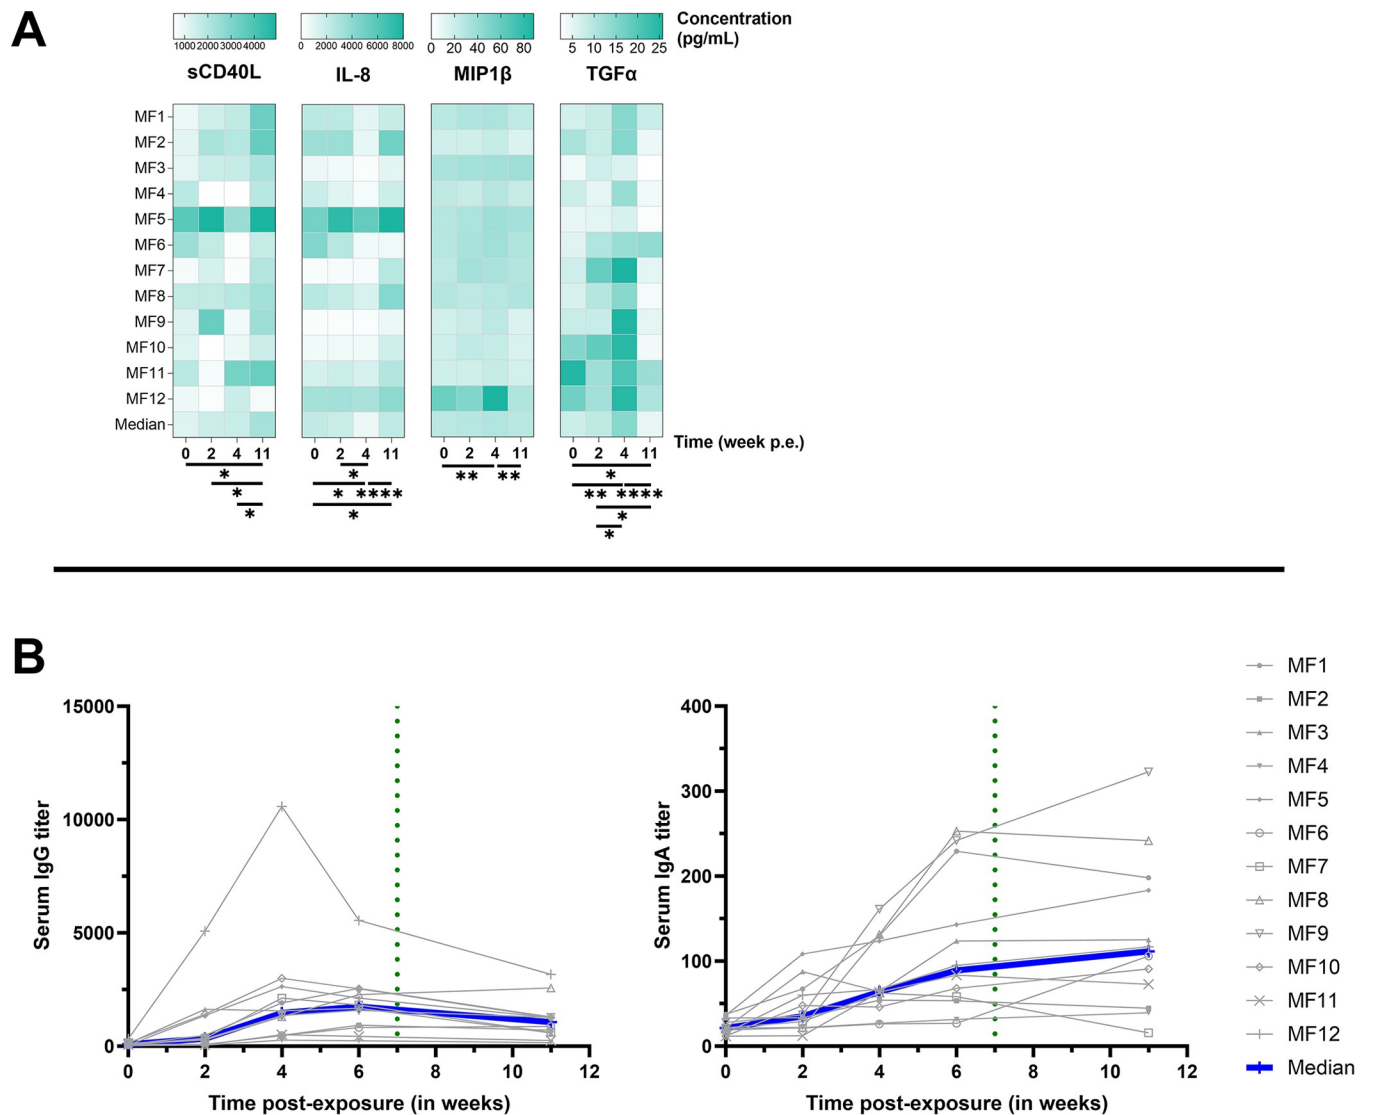 A
Concentration
(pg/mL)
1000 2000 3000 4000
0 2000 4000 6000 8000
0 20 40 60 80
5 10 15 20 25
sCD40L IL-8 MIP1β TGFα
MF1
MF2
MF3
MF4
MF5
MF6
MF7
MF8
MF9
MF10
MF11
MF12
Median
Time (week p.e.)
0 2 4 11 0 2 4 11 0 2 4 11 0 2 4 11
* * ** ** *
* * **** ** ****
* * *
*
B
15000
10000
5000
0
Serum IgG titer
0 2 4 6 8 10 12
Time post-exposure (in weeks)
400
300
200
100
0
Serum IgA titer
0 2 4 6 8 10 12
Time post-exposure (in weeks)
MF1
MF2
MF3
MF4
MF5
MF6
MF7
MF8
MF9
MF10
MF11
MF12
Median